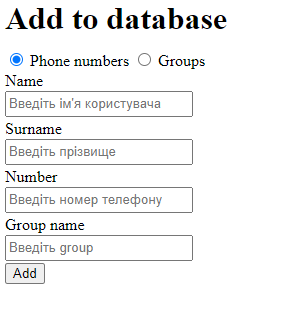 Add to database
Phone numbers Groups
Name
Введіть ім'я користувача
Surname
Введіть прізвище
Number
Введіть номер телефону
Group name
Введіть group
Add